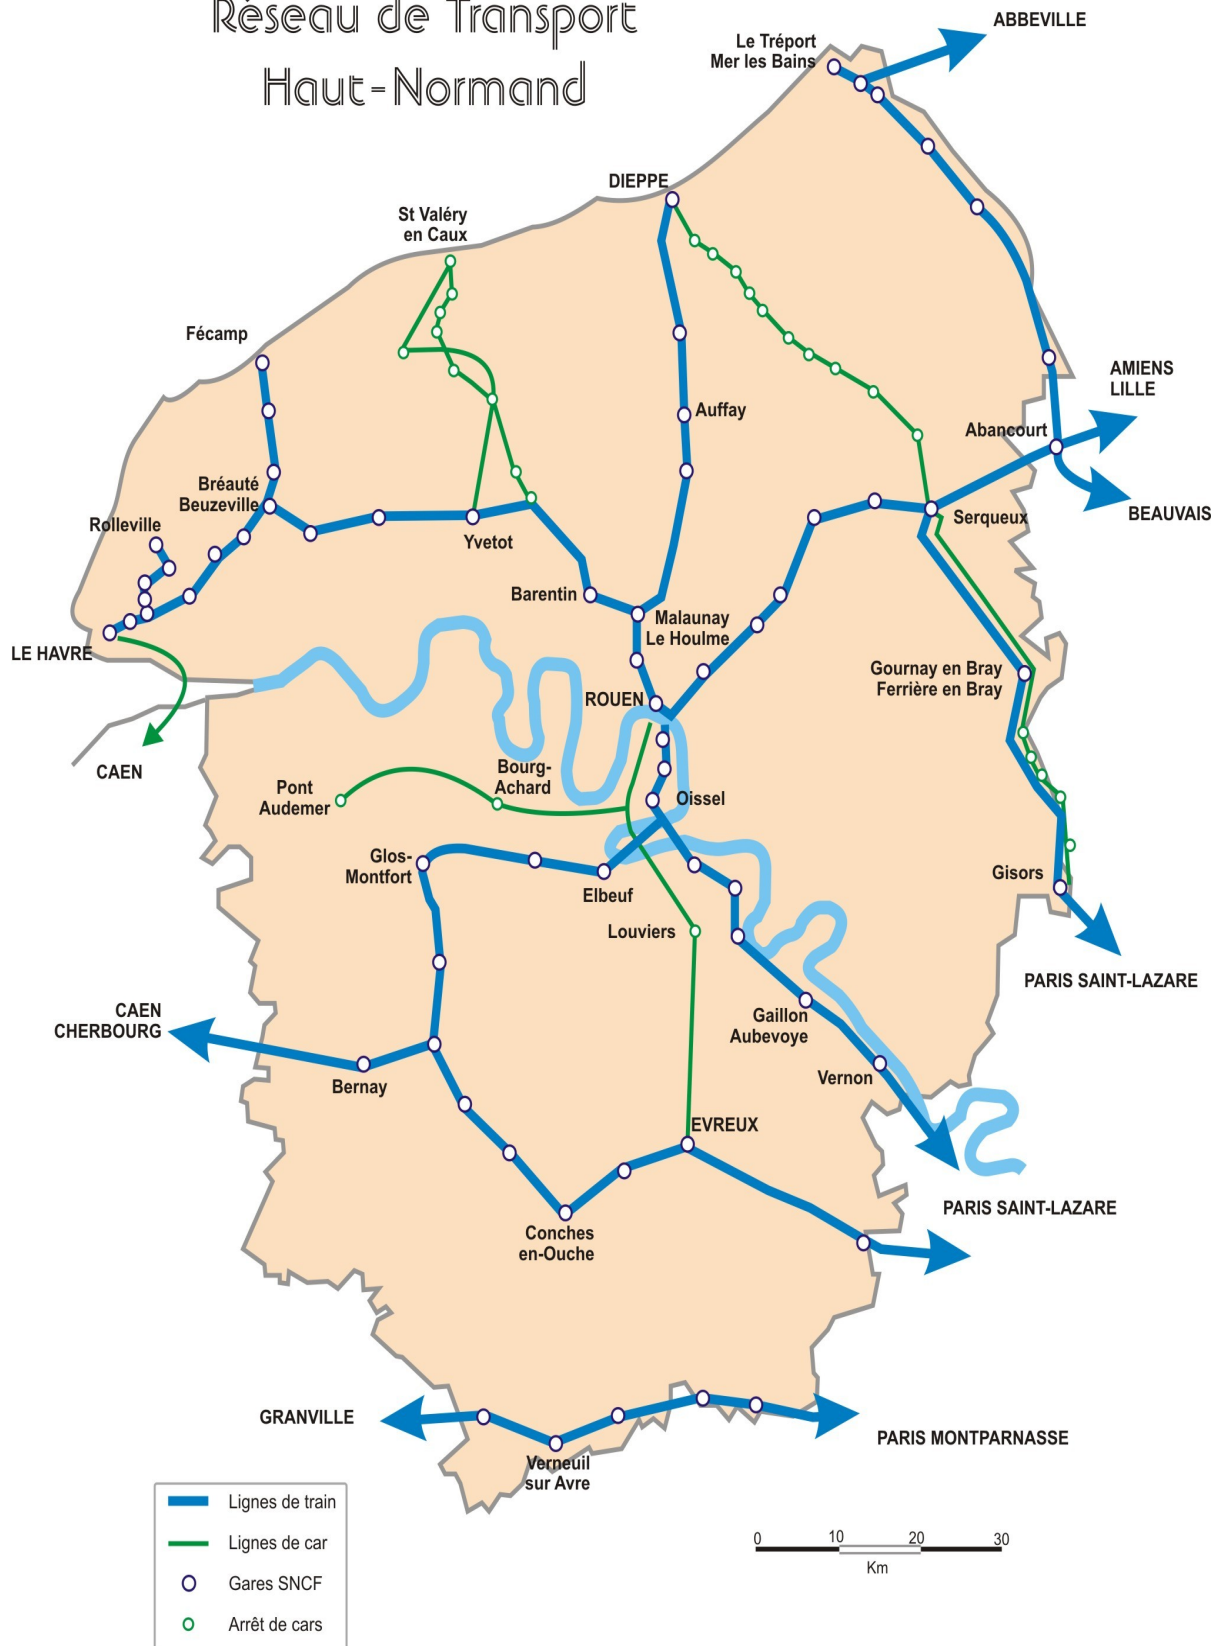 Réseau de Transport
Haut-Normand
ABBEVILLE
Le Tréport
Mer les Bains
DIEPPE
St Valéry
en Caux
Fécamp
AMIENS
LILLE
Auffay
Abancourt
Bréauté
Beuzeville
BEAUVAIS
Rolleville
Serqueux
Yvetot
Barentin
Malaunay
Le Houlme
LE HAVRE
Gournay en Bray
Ferrière en Bray
ROUEN
CAEN
Bourg-
Achard
Pont
Audemer
Oissel
Glos-
Montfort
Gisors
Elbeuf
Louviers
PARIS SAINT-LAZARE
CAEN
CHERBOURG
Gaillon
Aubevoye
Vernon
Bernay
EVREUX
PARIS SAINT-LAZARE
Conches
en-Ouche
GRANVILLE
PARIS MONTPARNASSE
Verneuil
sur Avre
Lignes de train
Lignes de car
Gares SNCF
Arrêt de cars
0 10 20 30
Km